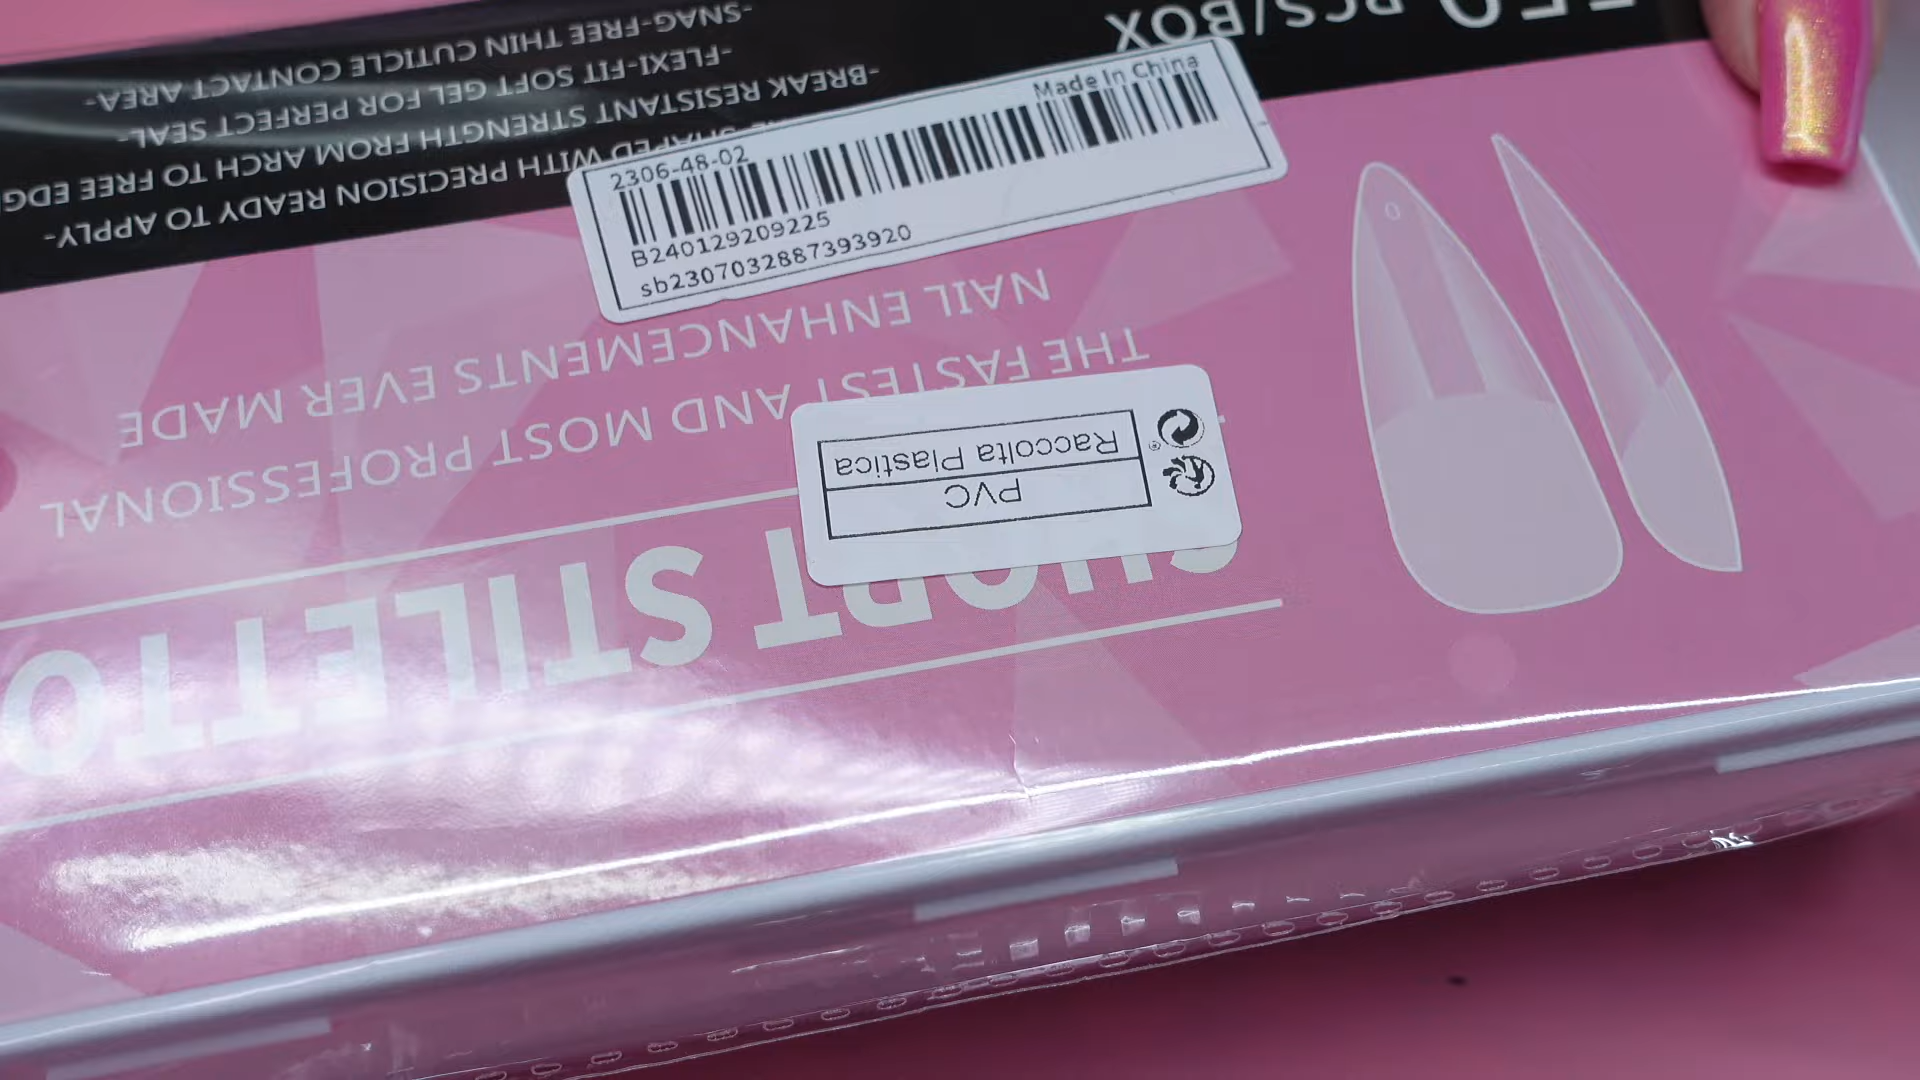 SHORT STILETTO
PVC
Raccolta Plastica
THE FASTEST AND MOST PROFESSIONAL
NAIL ENHANCEMENTS EVER MADE
Made In China
2306-48-02
B240129209225
sb2307032887393920
SHAPED WITH PRECISION READY TO APPLY-
-BREAK RESISTANT STRENGTH FROM ARCH TO FREE EDGE
-FLEXI-FIT SOFT GEL FOR PERFECT SEAL-
-SNAG-FREE THIN CUTICLE CONTACT AREA-
PCS/BOX
0